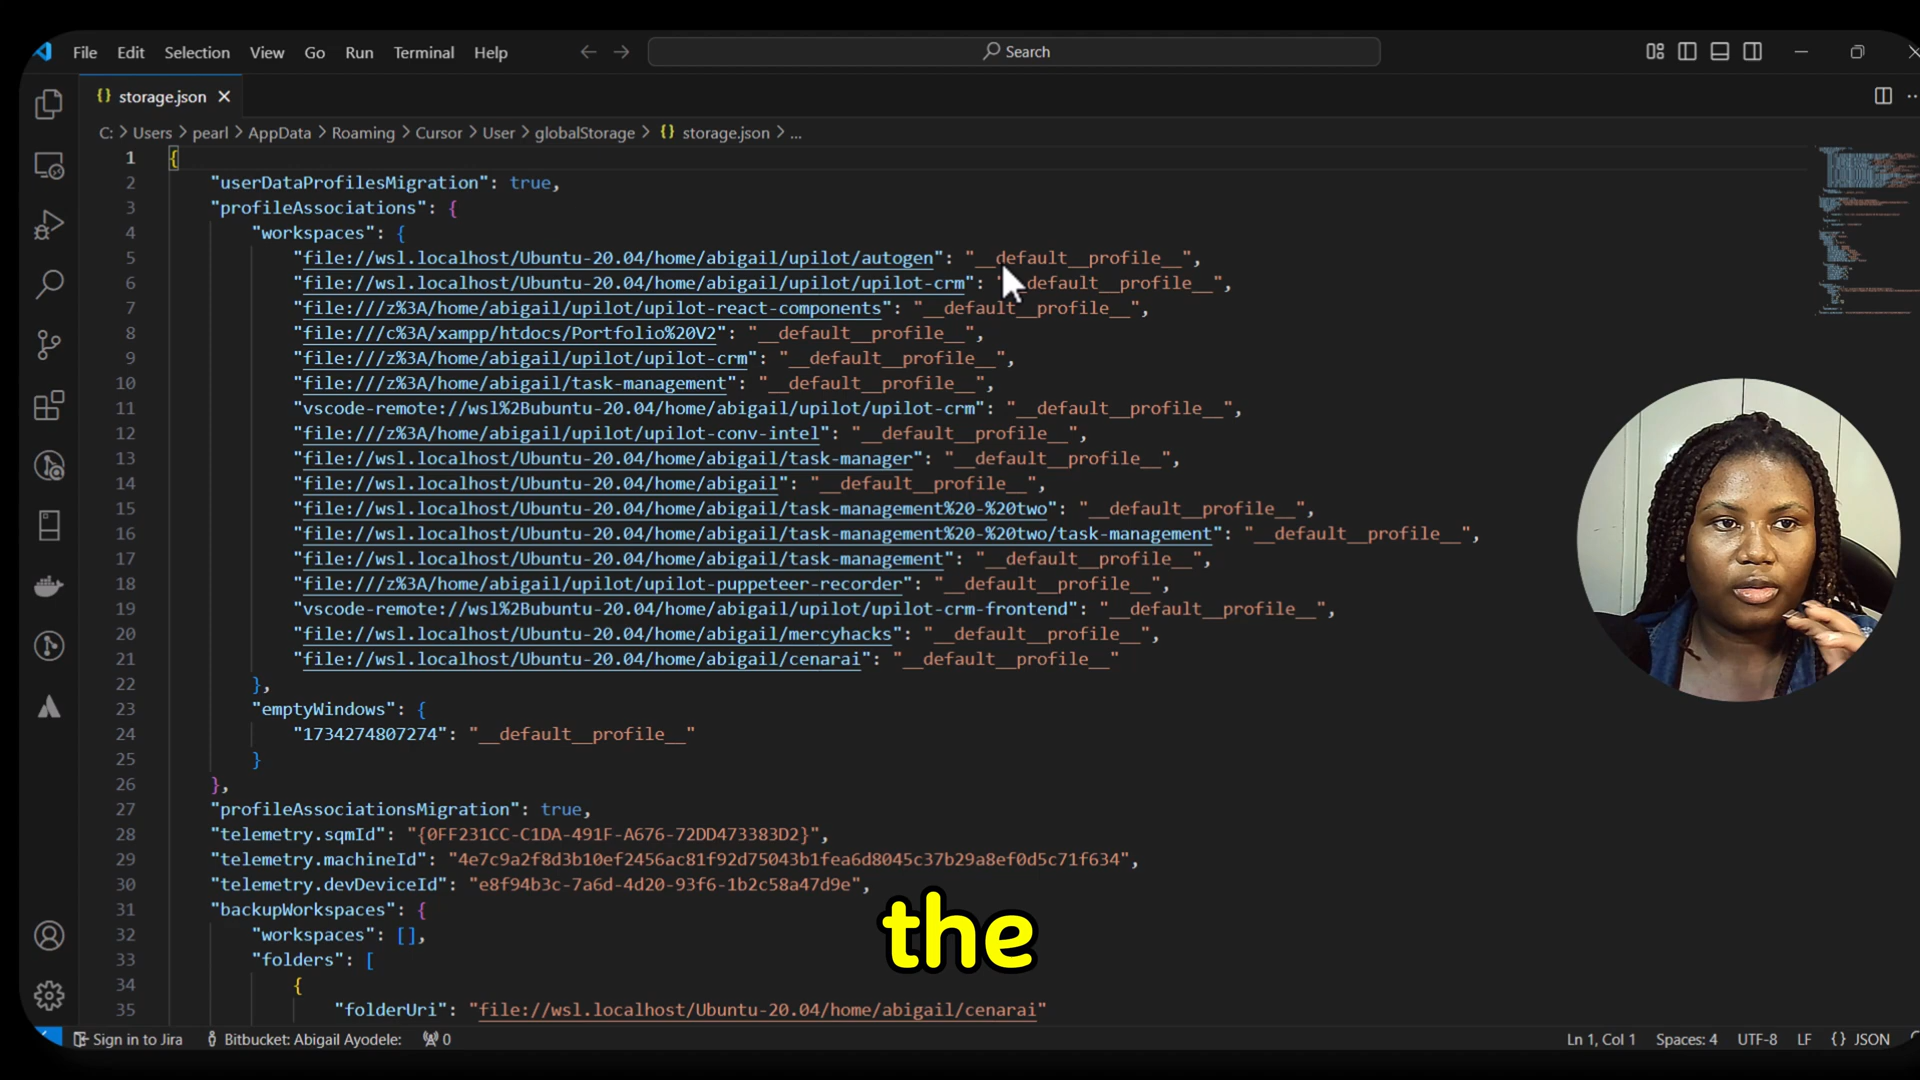 File Edit Selection View Go Run Terminal Help Search
{} storage.json
C: > Users > pearl > AppData > Roaming > Cursor > User > globalStorage > {} storage.json > ...
1 {
2 "userDataProfilesMigration": true,
3 "profileAssociations": {
4 "workspaces": {
5 "file://wsl.localhost/Ubuntu-20.04/home/abigail/upilot/autogen": "__default__profile__",
6 "file://wsl.localhost/Ubuntu-20.04/home/abigail/upilot/upilot-crm": "__default__profile__",
7 "file:///z%3A/home/abigail/upilot/upilot-react-components": "__default__profile__",
8 "file:///c%3A/xampp/htdocs/Portfolio%20V2": "__default__profile__",
9 "file:///z%3A/home/abigail/upilot/upilot-crm": "__default__profile__",
10 "file:///z%3A/home/abigail/task-management": "__default__profile__",
11 "vscode-remote://wsl%2Bubuntu-20.04/home/abigail/upilot/upilot-crm": "__default__profile__",
12 "file:///z%3A/home/abigail/upilot/upilot-conv-intel": "__default__profile__",
13 "file://wsl.localhost/Ubuntu-20.04/home/abigail/task-manager": "__default__profile__",
14 "file://wsl.localhost/Ubuntu-20.04/home/abigail": "__default__profile__",
15 "file://wsl.localhost/Ubuntu-20.04/home/abigail/task-management%20-%20two": "__default__profile__",
16 "file://wsl.localhost/Ubuntu-20.04/home/abigail/task-management%20-%20two/task-management": "__default__profile__",
17 "file://wsl.localhost/Ubuntu-20.04/home/abigail/task-management": "__default__profile__",
18 "file:///z%3A/home/abigail/upilot/upilot-puppeteer-recorder": "__default__profile__",
19 "vscode-remote://wsl%2Bubuntu-20.04/home/abigail/upilot/upilot-crm-frontend": "__default__profile__",
20 "file://wsl.localhost/Ubuntu-20.04/home/abigail/mercyhacks": "__default__profile__",
21 "file://wsl.localhost/Ubuntu-20.04/home/abigail/cenarai": "__default__profile__"
22 },
23 "emptyWindows": {
24 "1734274807274": "__default__profile__"
25 }
26 },
27 "profileAssociationsMigration": true,
28 "telemetry.sqmId": "{0FF231CC-C1DA-491F-A676-72DD473383D2}",
29 "telemetry.machineId": "4e7c9a2f8d3b10ef2456ac81f92d75043b1fea6d8045c37b29a8ef0d5c71f634",
30 "telemetry.devDeviceId": "e8f94b3c-7a6d-4d20-93f6-1b2c58a47d9e",
31 "backupWorkspaces": {
32 "workspaces": [],
33 "folders": [
34 {
35 "folderUri": "file://wsl.localhost/Ubuntu-20.04/home/abigail/cenarai"
the
Sign in to Jira Bitbucket: Abigail Ayodele: 0 Ln 1, Col 1 Spaces: 4 UTF-8 LF {} JSON